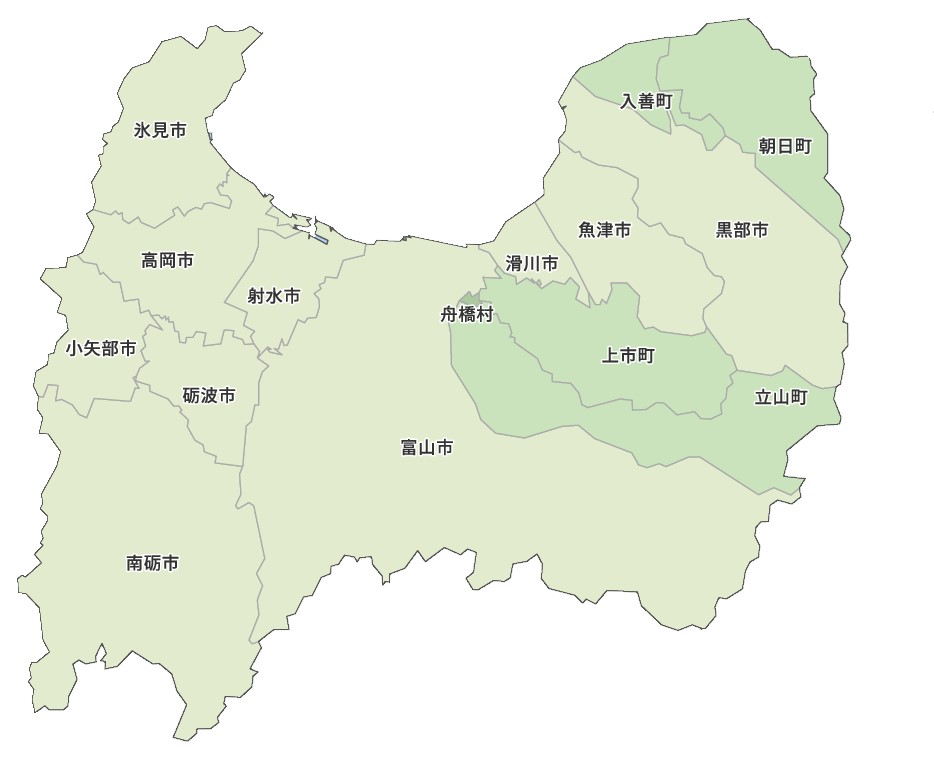 入善町
氷見市
朝日町
魚津市
黒部市
高岡市
滑川市
射水市
舟橋村
小矢部市
上市町
砺波市
立山町
富山市
南砺市